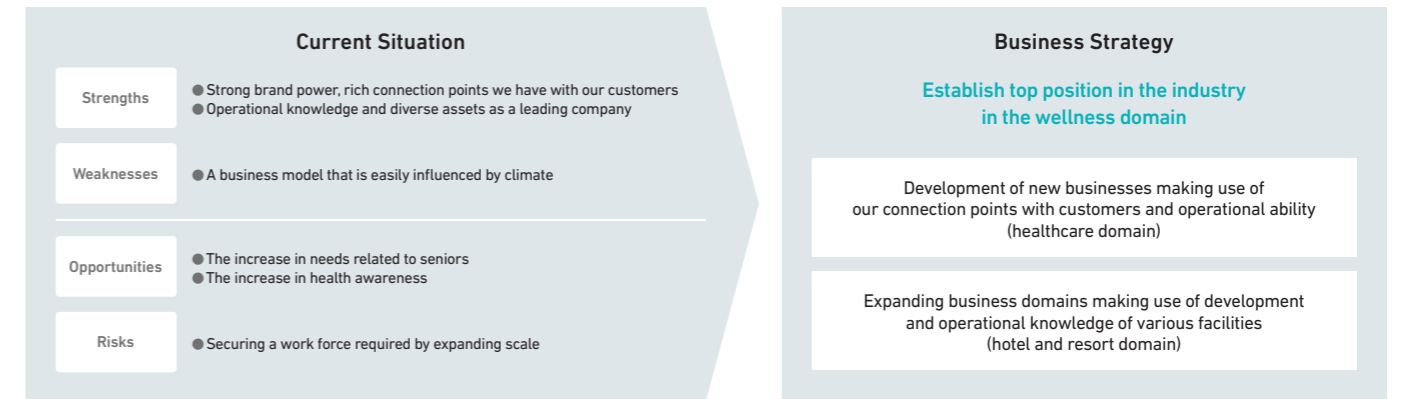 Current Situation
Strengths
●Strong brand power, rich connection points we have with our customers
●Operational knowledge and diverse assets as a leading company
Weaknesses
●A business model that is easily influenced by climate
Opportunities
●The increase in needs related to seniors
●The increase in health awareness
Risks
●Securing a work force required by expanding scale
Business Strategy
Establish top position in the industry
in the wellness domain
Development of new businesses making use of
our connection points with customers and operational ability
(healthcare domain)
Expanding business domains making use of development
and operational knowledge of various facilities
(hotel and resort domain)